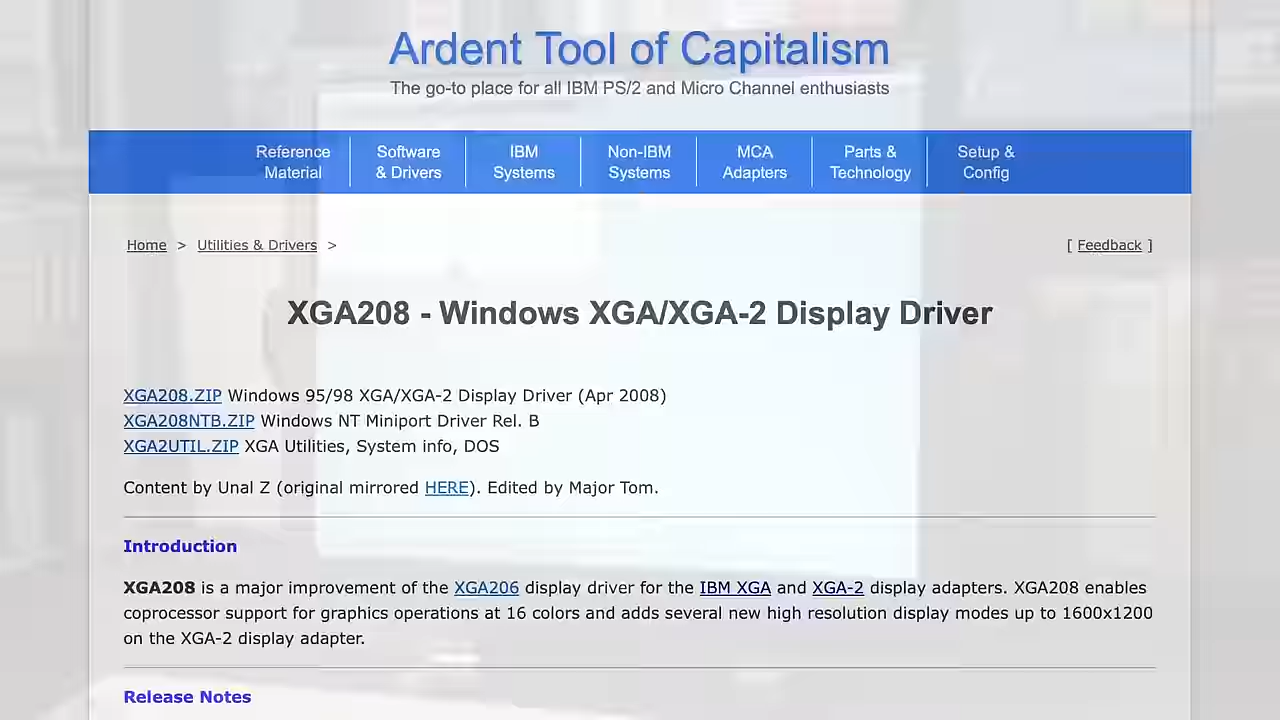 Ardent Tool of Capitalism
The go-to place for all IBM PS/2 and Micro Channel enthusiasts
Reference Material
Software & Drivers
IBM Systems
Non-IBM Systems
MCA Adapters
Parts & Technology
Setup & Config
Home > Utilities & Drivers >
[ Feedback ]
XGA208 - Windows XGA/XGA-2 Display Driver
XGA208.ZIP Windows 95/98 XGA/XGA-2 Display Driver (Apr 2008)
XGA208NTB.ZIP Windows NT Miniport Driver Rel. B
XGA2UTIL.ZIP XGA Utilities, System info, DOS
Content by Unal Z (original mirrored HERE). Edited by Major Tom.
Introduction
XGA208 is a major improvement of the XGA206 display driver for the IBM XGA and XGA-2 display adapters. XGA208 enables
coprocessor support for graphics operations at 16 colors and adds several new high resolution display modes up to 1600x1200
on the XGA-2 display adapter.
Release Notes